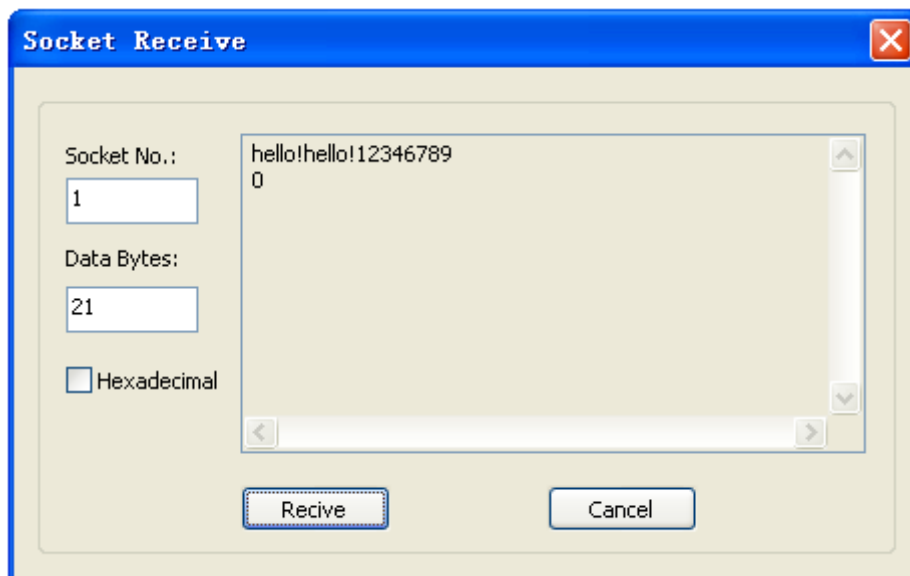 Socket Receive
Socket No.:
1
Data Bytes:
21
Hexadecimal
hello!hello!12346789
0
Recive
Cancel